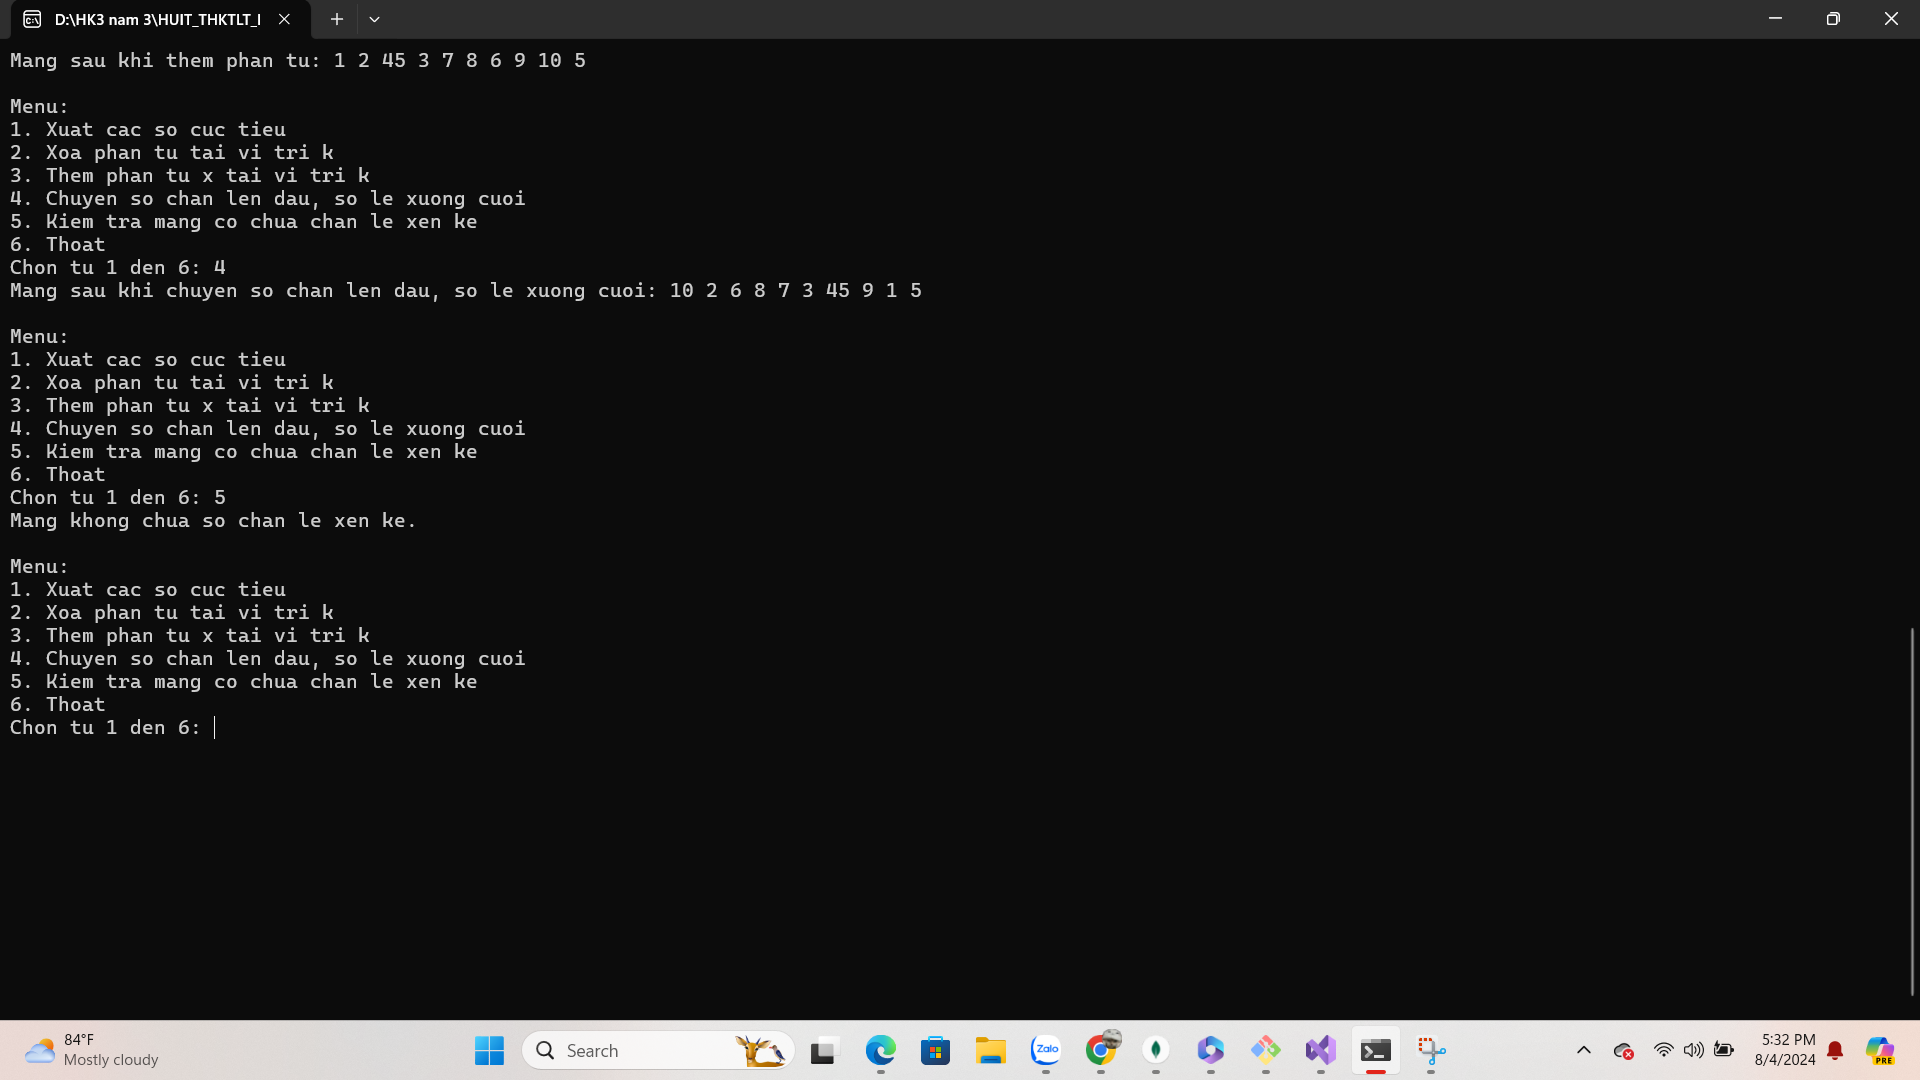 D:\HK3 nam 3\HUIT_THKTLT_I
Mang sau khi them phan tu: 1 2 45 3 7 8 6 9 10 5
Menu:
1. Xuat cac so cuc tieu
2. Xoa phan tu tai vi tri k
3. Them phan tu x tai vi tri k
4. Chuyen so chan len dau, so le xuong cuoi
5. Kiem tra mang co chua chan le xen ke
6. Thoat
Chon tu 1 den 6: 4
Mang sau khi chuyen so chan len dau, so le xuong cuoi: 10 2 6 8 7 3 45 9 1 5
Menu:
1. Xuat cac so cuc tieu
2. Xoa phan tu tai vi tri k
3. Them phan tu x tai vi tri k
4. Chuyen so chan len dau, so le xuong cuoi
5. Kiem tra mang co chua chan le xen ke
6. Thoat
Chon tu 1 den 6: 5
Mang khong chua so chan le xen ke.
Menu:
1. Xuat cac so cuc tieu
2. Xoa phan tu tai vi tri k
3. Them phan tu x tai vi tri k
4. Chuyen so chan len dau, so le xuong cuoi
5. Kiem tra mang co chua chan le xen ke
6. Thoat
Chon tu 1 den 6:
84°F
Mostly cloudy
Search
Zalo
5:32 PM
8/4/2024
PRE